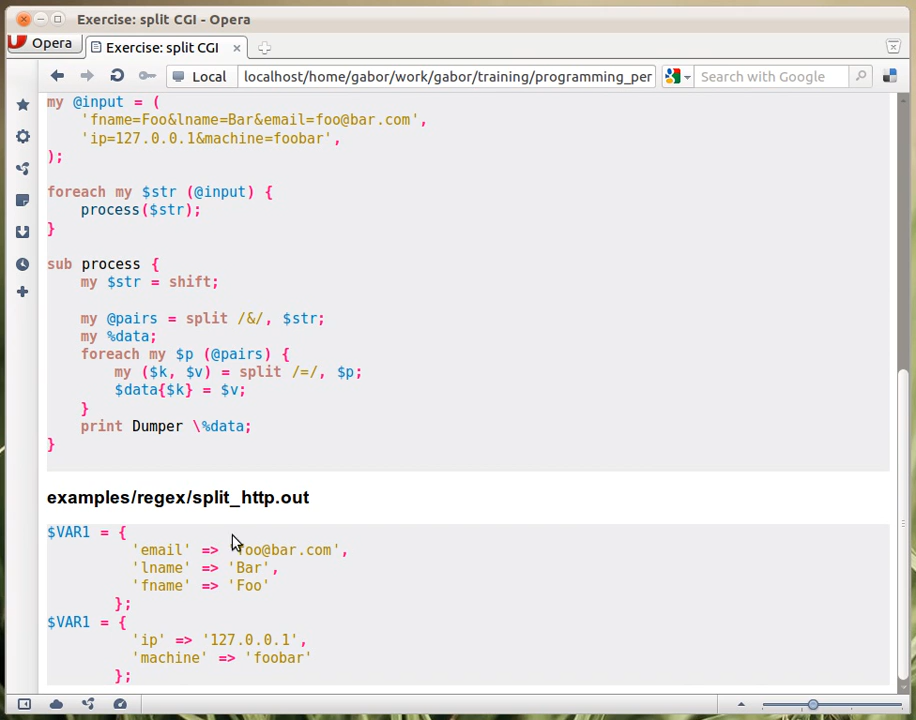 Exercise: split CGI - Opera
Opera
Exercise: split CGI
Local
localhost/home/gabor/work/gabor/training/programming_per
Search with Google
my @input = (
    'fname=Foo&lname=Bar&email=foo@bar.com',
    'ip=127.0.0.1&machine=foobar',
);
foreach my $str (@input) {
    process($str);
}
sub process {
    my $str = shift;
    my @pairs = split /&/, $str;
    my %data;
    foreach my $p (@pairs) {
        my ($k, $v) = split /=/, $p;
        $data{$k} = $v;
    }
    print Dumper \%data;
}
examples/regex/split_http.out
$VAR1 = {
          'email' => 'foo@bar.com',
          'lname' => 'Bar',
          'fname' => 'Foo'
        };
$VAR1 = {
          'ip' => '127.0.0.1',
          'machine' => 'foobar'
        };